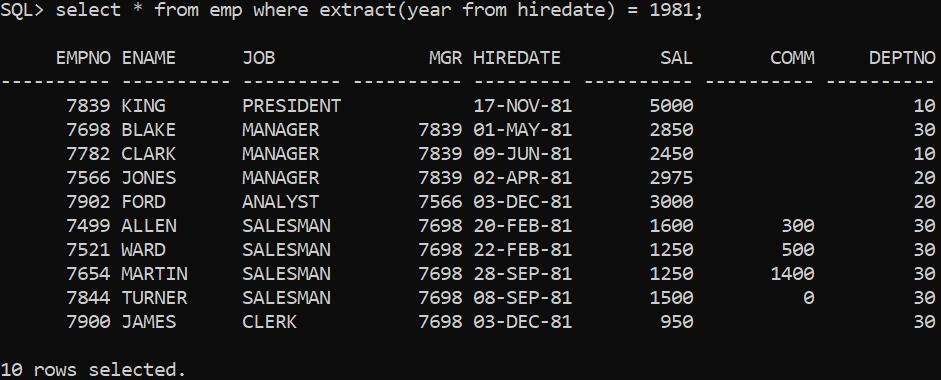 SQL> select * from emp where extract(year from hiredate) = 1981;
     EMPNO ENAME      JOB              MGR HIREDATE         SAL       COMM     DEPTNO
---------- ---------- --------- ---------- --------- ---------- ---------- ----------
      7839 KING       PRESIDENT            17-NOV-81       5000                    10
      7698 BLAKE      MANAGER         7839 01-MAY-81       2850                    30
      7782 CLARK      MANAGER         7839 09-JUN-81       2450                    10
      7566 JONES      MANAGER         7839 02-APR-81       2975                    20
      7902 FORD       ANALYST         7566 03-DEC-81       3000                    20
      7499 ALLEN      SALESMAN        7698 20-FEB-81       1600        300         30
      7521 WARD       SALESMAN        7698 22-FEB-81       1250        500         30
      7654 MARTIN     SALESMAN        7698 28-SEP-81       1250       1400         30
      7844 TURNER     SALESMAN        7698 08-SEP-81       1500          0         30
      7900 JAMES      CLERK           7698 03-DEC-81        950                    30
10 rows selected.